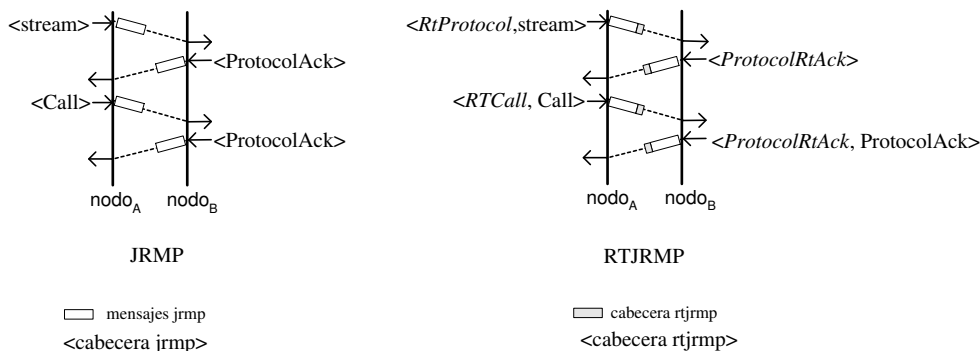 <stream>
<ProtocolAck>
<Call>
<ProtocolAck>
nodoA nodoB
JRMP
mensajes jrmp
<cabecera jrmp>
<RtProtocol,stream>
<ProtocolRtAck>
<RTCall, Call>
<ProtocolRtAck, ProtocolAck>
nodoA nodoB
RTJRMP
cabecera rtjrmp
<cabecera rtjrmp>